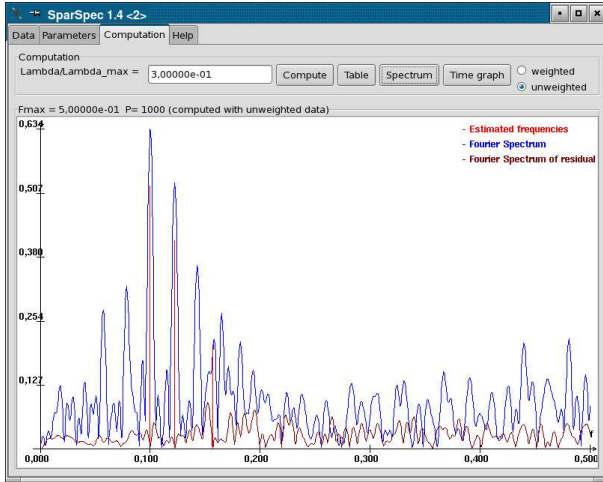 SparSpec 1.4 <2>
Data Parameters Computation Help
Computation
Lambda/Lambda_max = 3,00000e-01 Compute Table Spectrum Time graph weighted
unweighted
Fmax = 5,00000e-01 P= 1000 (computed with unweighted data)
0,634
- Estimated frequencies
- Fourier Spectrum
- Fourier Spectrum of residual
0,507
0,380
0,254
0,127
0,000 0,100 0,200 0,300 0,400 0,500